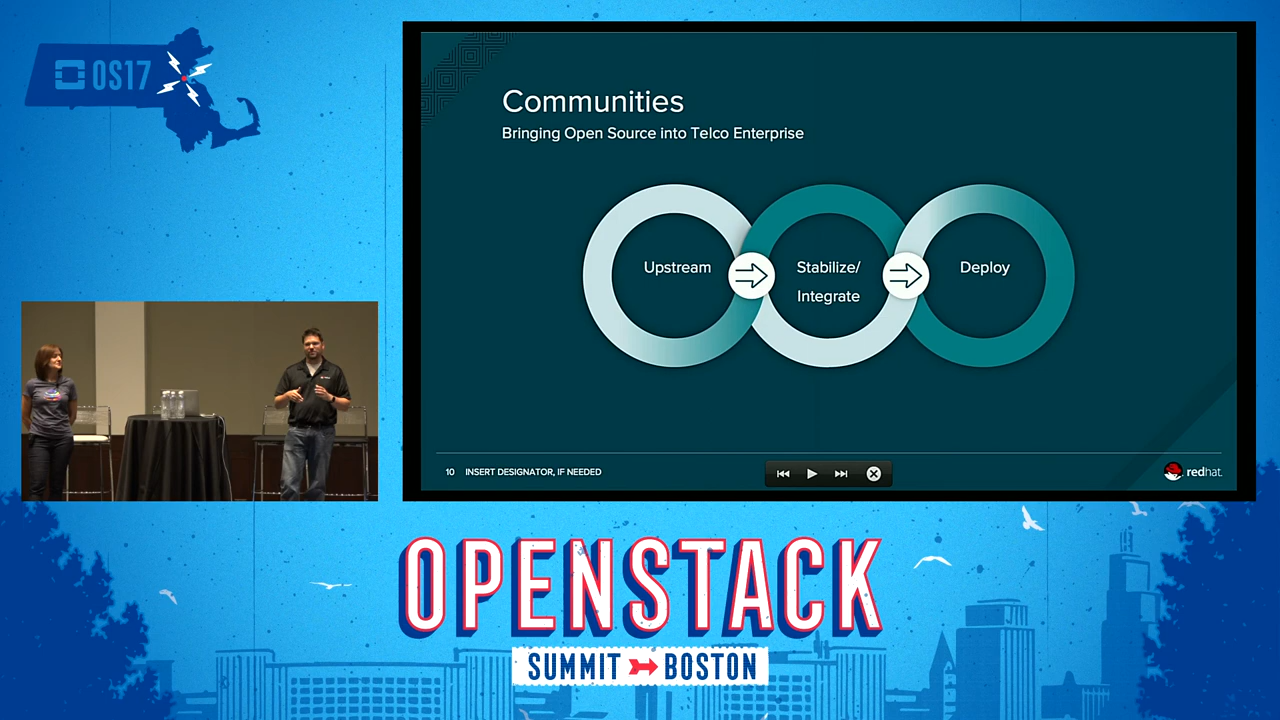 OS17
Communities
Bringing Open Source into Telco Enterprise
Upstream
Stabilize/
Integrate
Deploy
10 INSERT DESIGNATOR, IF NEEDED
redhat.
OPENSTACK
SUMMIT BOSTON